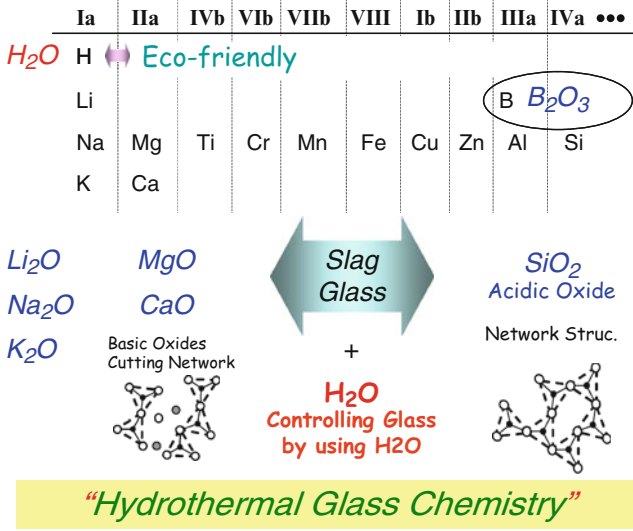 Ia IIa IVb VIb VIIb VIII Ib IIb IIIa IVa •••
H₂O H Eco-friendly
Li B B₂O₃
Na Mg Ti Cr Mn Fe Cu Zn Al Si
K Ca
Li₂O MgO Slag SiO₂
Glass Acidic Oxide
Na₂O CaO
K₂O Basic Oxides + Network Struc.
Cutting Network
H₂O
Controlling Glass
by using H2O
“Hydrothermal Glass Chemistry”